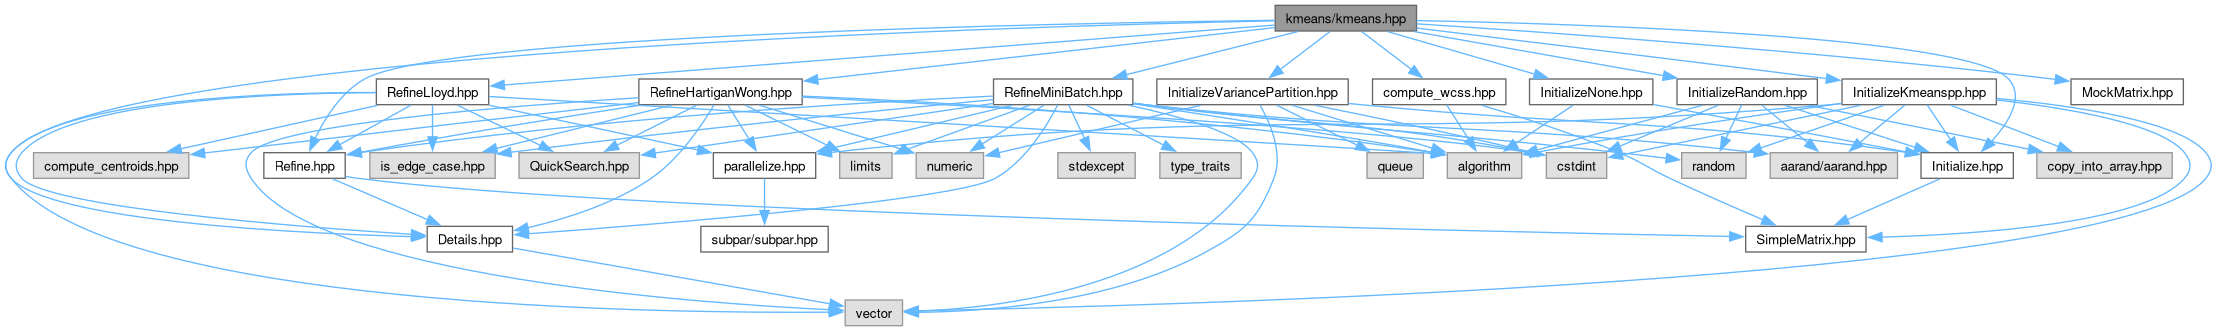 kmeans/kmeans.hpp
RefineLloyd.hpp
RefineHartiganWong.hpp
RefineMiniBatch.hpp
InitializeVariancePartition.hpp
compute_wcss.hpp
InitializeNone.hpp
InitializeRandom.hpp
InitializeKmeanspp.hpp
MockMatrix.hpp
compute_centroids.hpp
Refine.hpp
is_edge_case.hpp
QuickSearch.hpp
parallelize.hpp
limits
numeric
stdexcept
type_traits
queue
algorithm
cstdint
random
aarand/aarand.hpp
Initialize.hpp
copy_into_array.hpp
Details.hpp
subpar/subpar.hpp
SimpleMatrix.hpp
vector